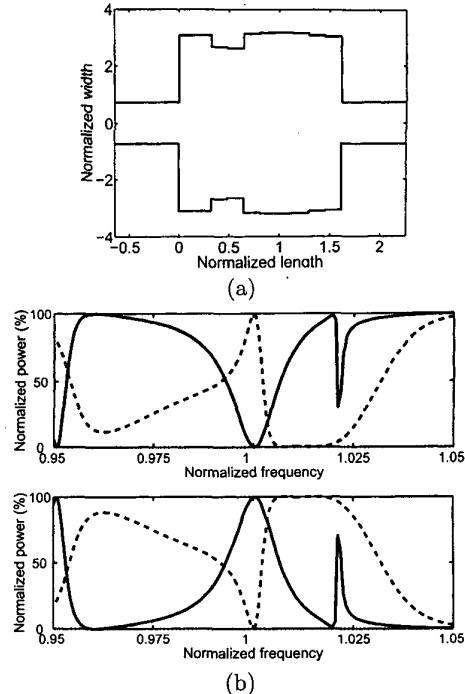 4
2
0
-2
-4
Normalized width
-0.5 0 0.5 1 1.5 2
Normalized length
(a)
100
50
0
Normalized power (%)
0.95 0.975 1 1.025 1.05
Normalized frequency
100
50
0
Normalized power (%)
0.95 0.975 1 1.025 1.05
Normalized frequency
(b)